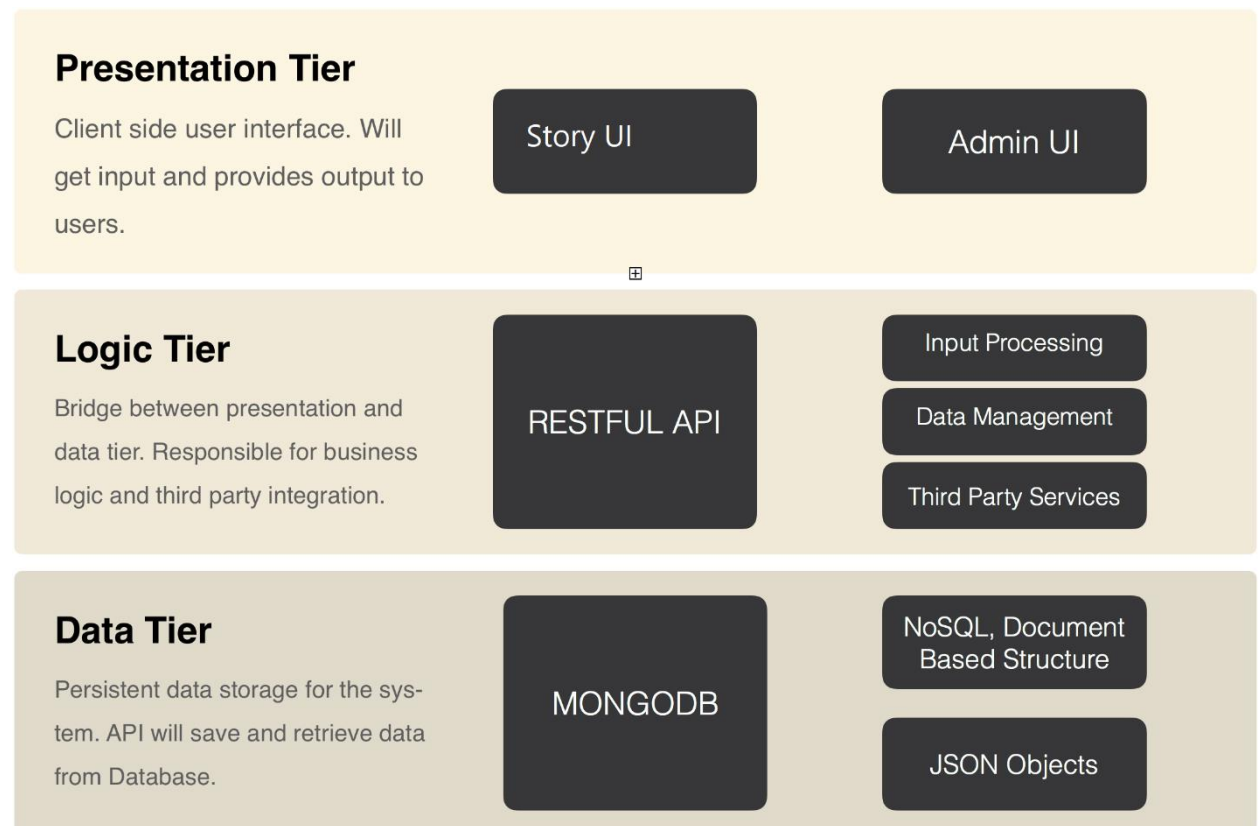 Presentation Tier
Client side user interface. Will
get input and provides output to
users.
Story UI
Admin UI
Logic Tier
Bridge between presentation and
data tier. Responsible for business
logic and third party integration.
RESTFUL API
Input Processing
Data Management
Third Party Services
Data Tier
Persistent data storage for the sys-
tem. API will save and retrieve data
from Database.
MONGODB
NoSQL, Document
Based Structure
JSON Objects